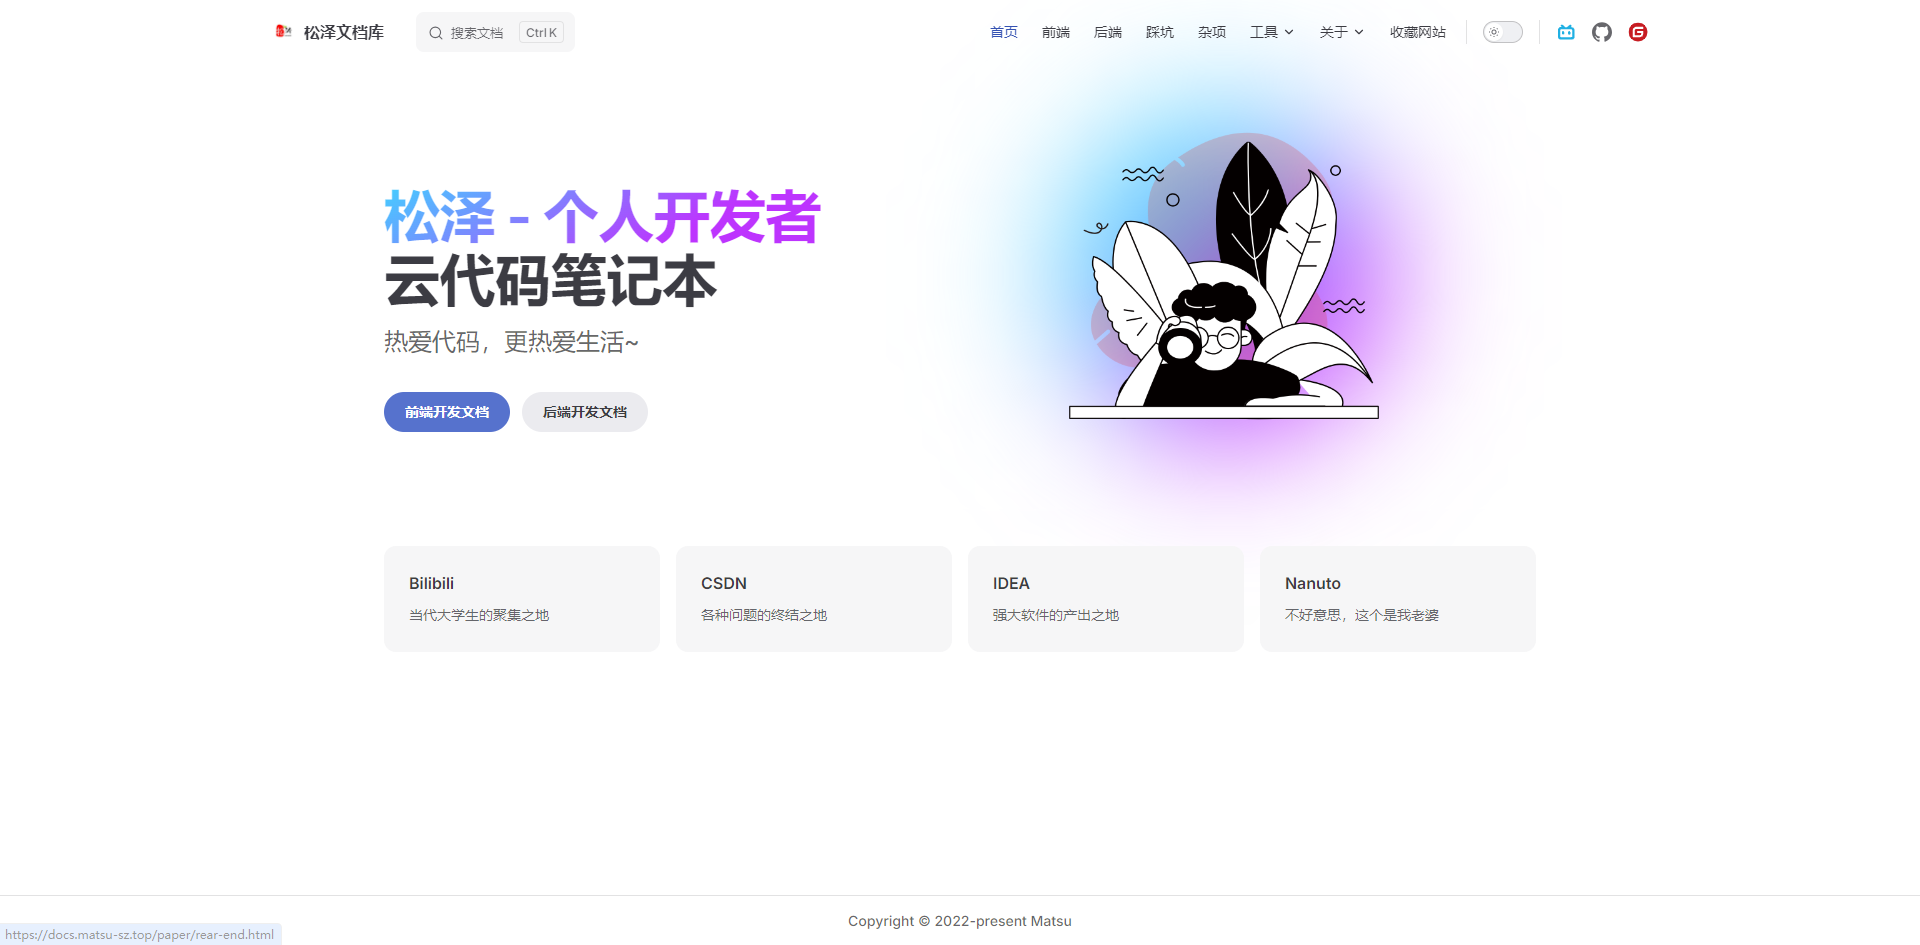 松泽文档库
搜索文档 Ctrl K
首页 前端 后端 踩坑 杂项 工具 关于 收藏网站
松泽 - 个人开发者
云代码笔记本
热爱代码，更热爱生活~
前端开发文档 后端开发文档
Bilibili
当代大学生的聚集之地
CSDN
各种问题的终结之地
IDEA
强大软件的产出之地
Nanuto
不好意思，这个是我老婆
Copyright © 2022-present Matsu
https://docs.matsu-sz.top/paper/rear-end.html